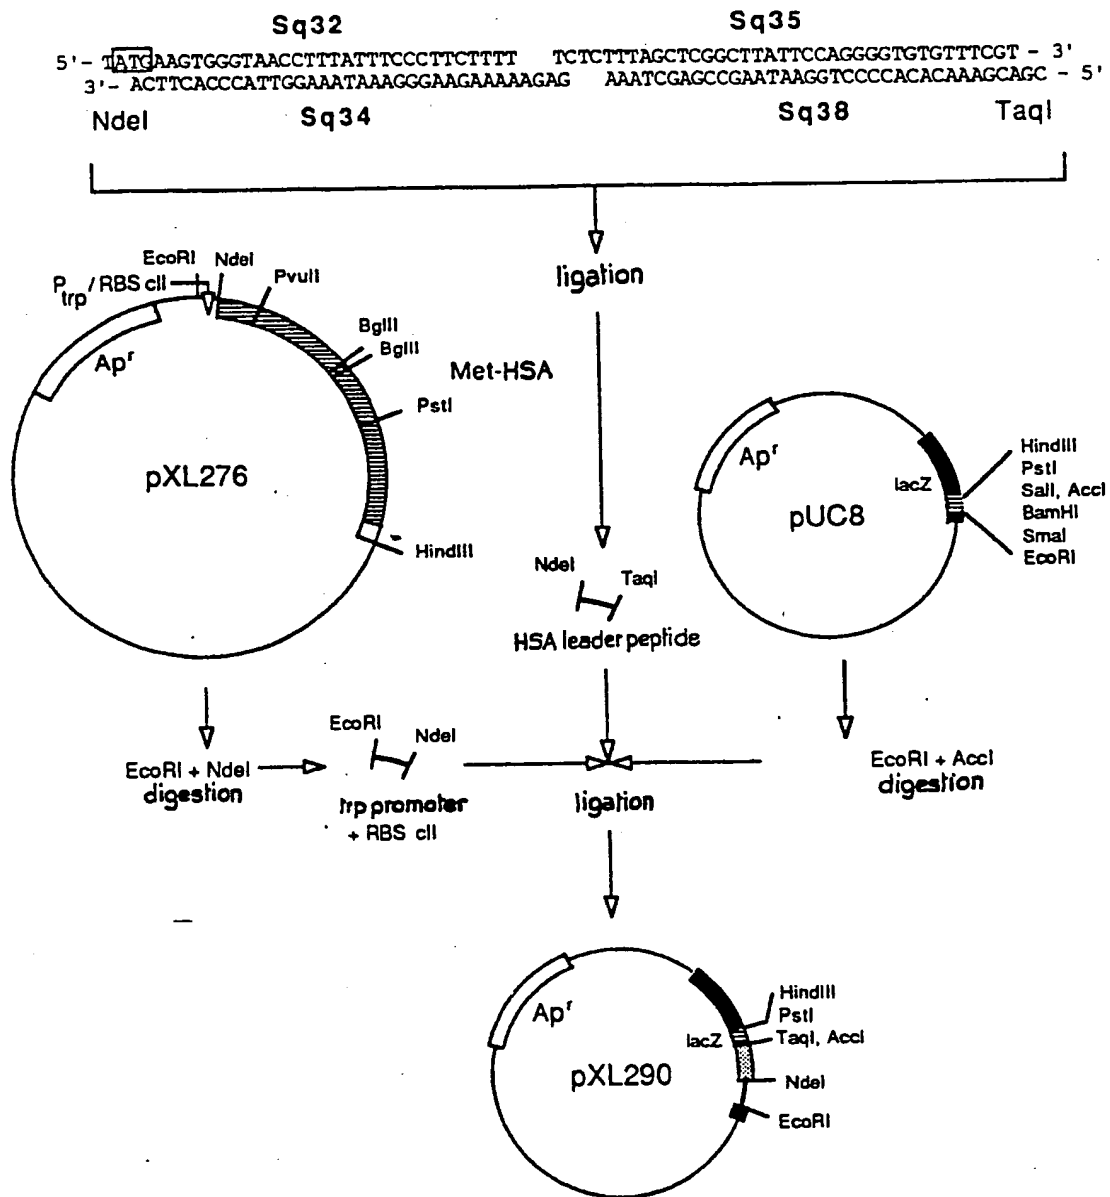 Sq32 Sq35
5'- TATGAAGTGGGTAACCTTTATTTCCCTTCTTTT TCTCTTTAGCTCGGCTTATTCCAGGGGTGTGTTTCGT - 3'
3'- ACTTCACCCATTGGAAATAAAGGGAAGAAAAAGAG AAATCGAGCCGAATAAGGTCCCCACACAAAGCAGC - 5'
NdeI Sq34 Sq38 TaqI
ligation
EcoRI NdeI
Ptrp / RBS cII
PvuII
BglII
BglII
Met-HSA
PstI
Apr
pXL276
HindIII
Apr
lacZ
pUC8
HindIII
PstI
SalI, AccI
BamHI
SmaI
EcoRI
NdeI
TaqI
HSA leader peptide
EcoRI + NdeI
digestion
EcoRI
NdeI
trp promoter
+ RBS cII
ligation
EcoRI + AccI
digestion
Apr
lacZ
pXL290
HindIII
PstI
TaqI, AccI
NdeI
EcoRI